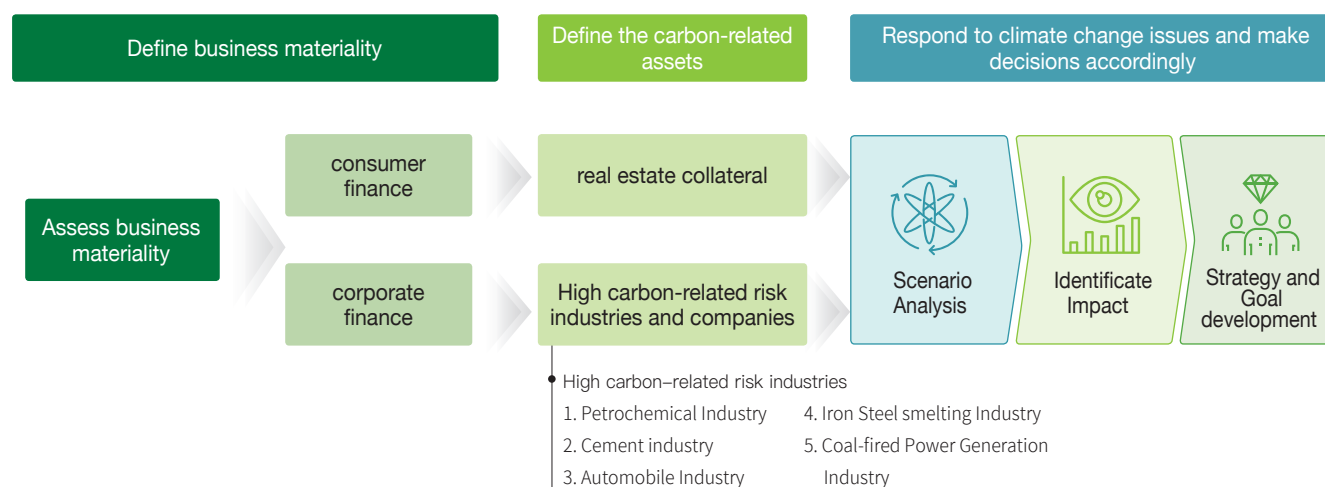 Define business materiality
Define the carbon-related
assets
Respond to climate change issues and make
decisions accordingly
Assess business
materiality
consumer
finance
real estate collateral
corporate
finance
High carbon-related risk
industries and companies
Scenario
Analysis
Identificate
Impact
Strategy and
Goal
development
High carbon–related risk industries
1. Petrochemical Industry
2. Cement industry
3. Automobile Industry
4. Iron Steel smelting Industry
5. Coal-fired Power Generation
Industry